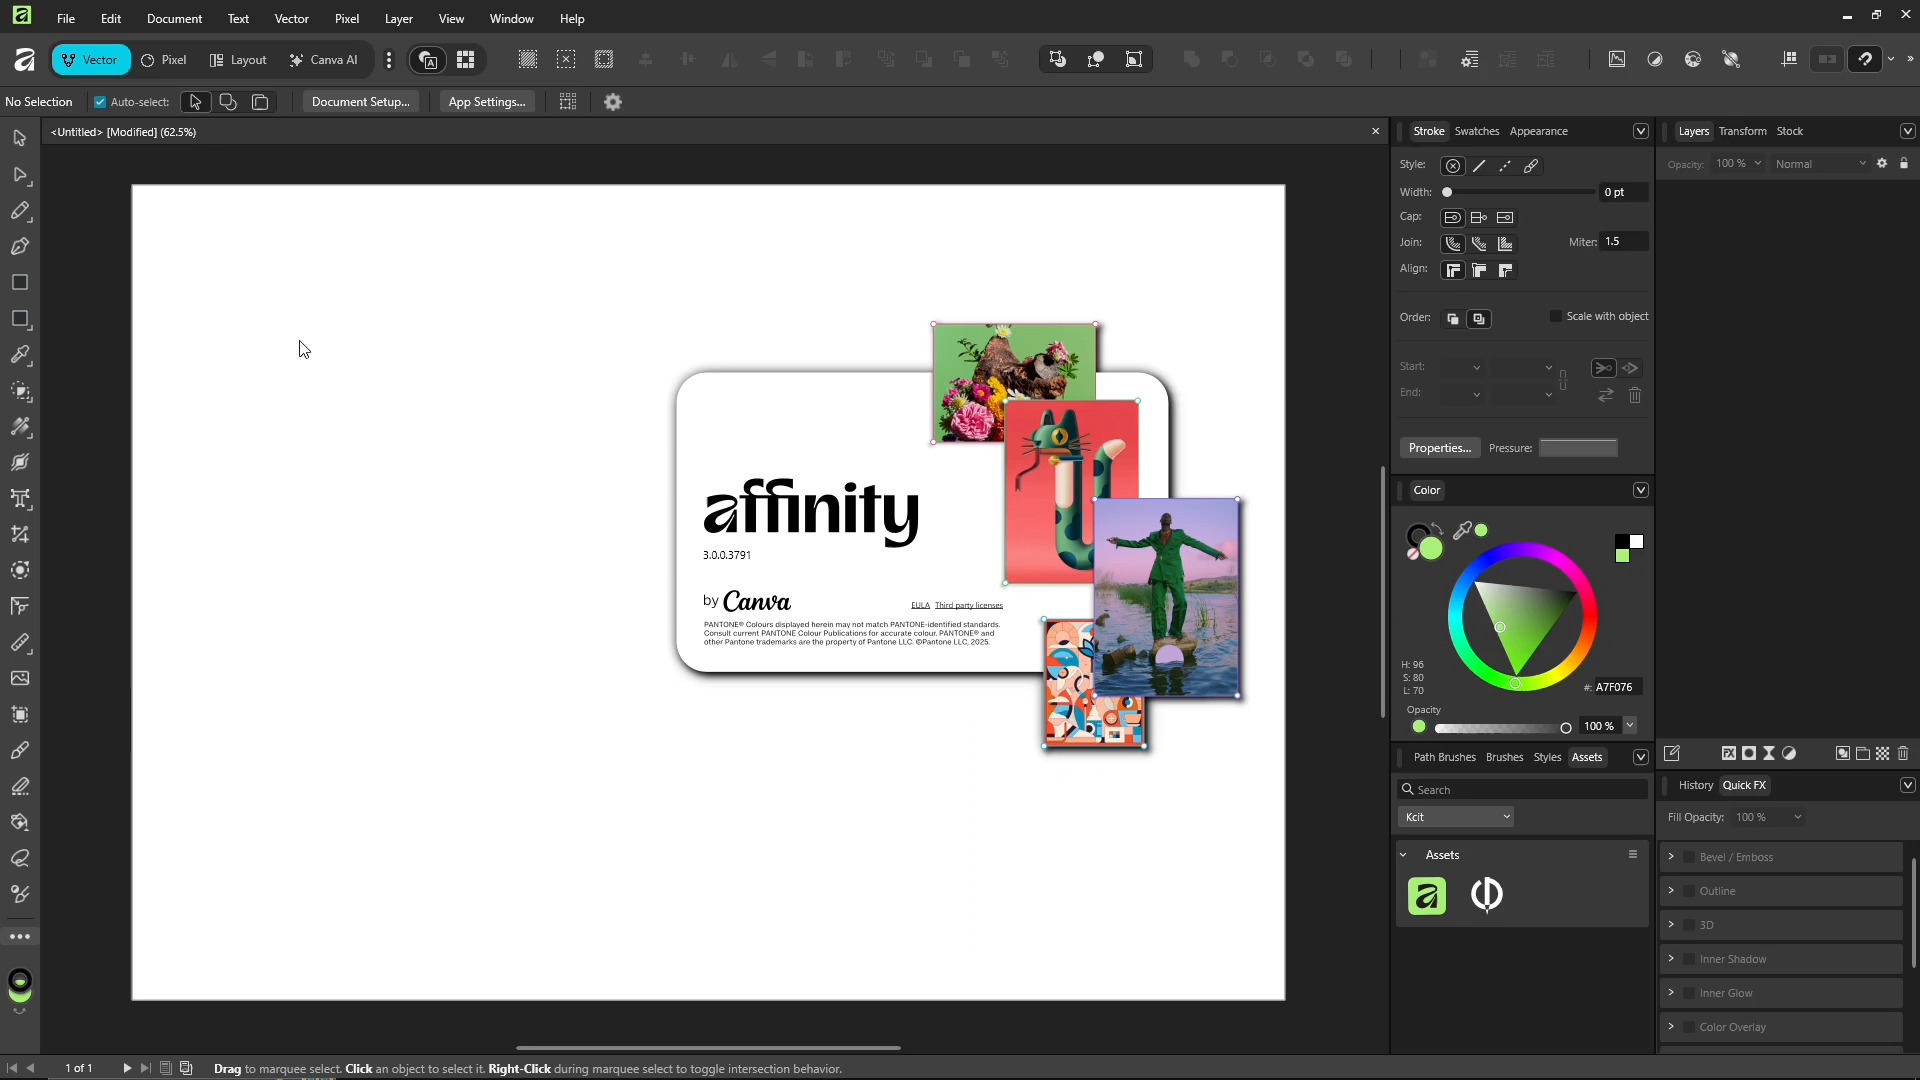 File Edit Document Text Vector Pixel Layer View Window Help
Vector Pixel Layout Canva AI
No Selection Auto-select: Document Setup... App Settings...
<Untitled> [Modified] (62.5%)
affinity
3.0.0.3791
by Canva
EULA Third party licenses
PANTONE® Colours displayed herein may not match PANTONE-identified standards.
Consult current PANTONE Colour Publications for accurate colour. PANTONE® and
other Pantone trademarks are the property of Pantone LLC. ©Pantone LLC, 2025.
Stroke Swatches Appearance
Style:
Width: 0 pt
Cap:
Join: Miter: 1.5
Align:
Order: Scale with object
Start:
End:
Properties... Pressure:
Color
H: 96
S: 80
L: 70
#: A7F076
Opacity
100 %
Path Brushes Brushes Styles Assets
Search
Kcit
Assets
Layers Transform Stock
Opacity: 100 % Normal
History Quick FX
Fill Opacity: 100 %
Bevel / Emboss
Outline
3D
Inner Shadow
Inner Glow
Color Overlay
1 of 1 Drag to marquee select. Click an object to select it. Right-Click during marquee select to toggle intersection behavior.